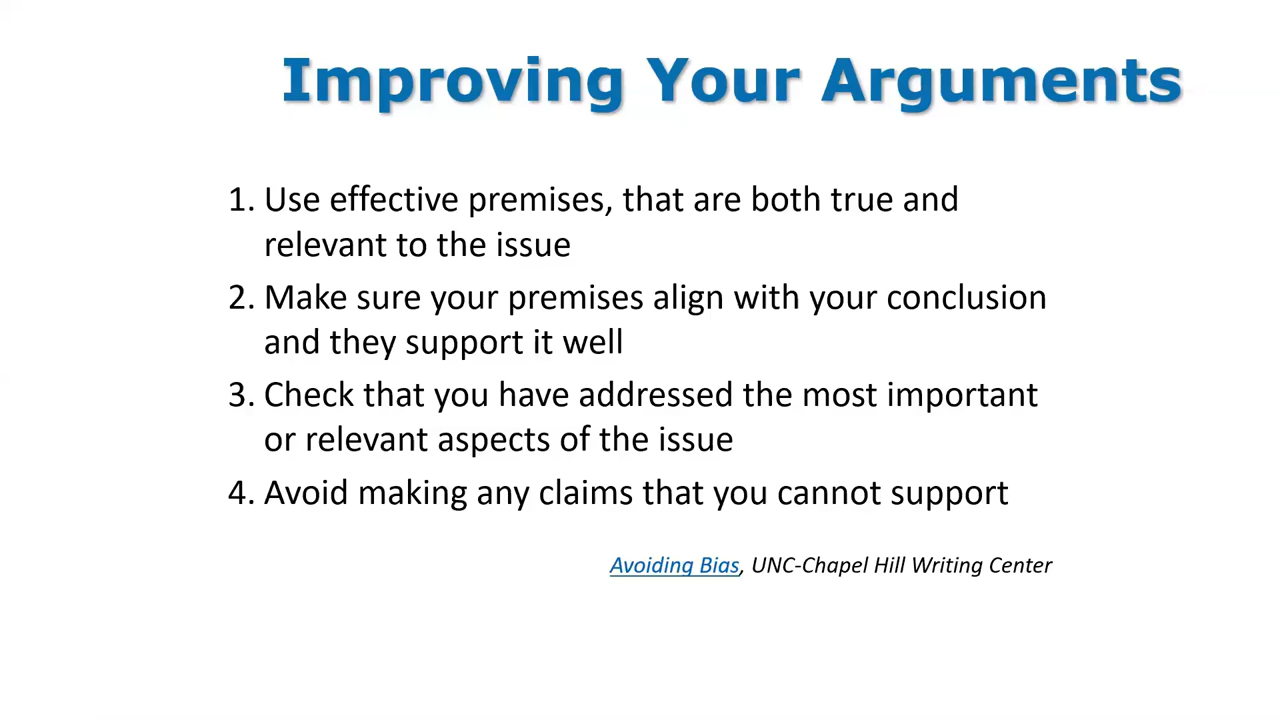 Improving Your Arguments
1. Use effective premises, that are both true and
relevant to the issue
2. Make sure your premises align with your conclusion
and they support it well
3. Check that you have addressed the most important
or relevant aspects of the issue
4. Avoid making any claims that you cannot support
Avoiding Bias, UNC-Chapel Hill Writing Center